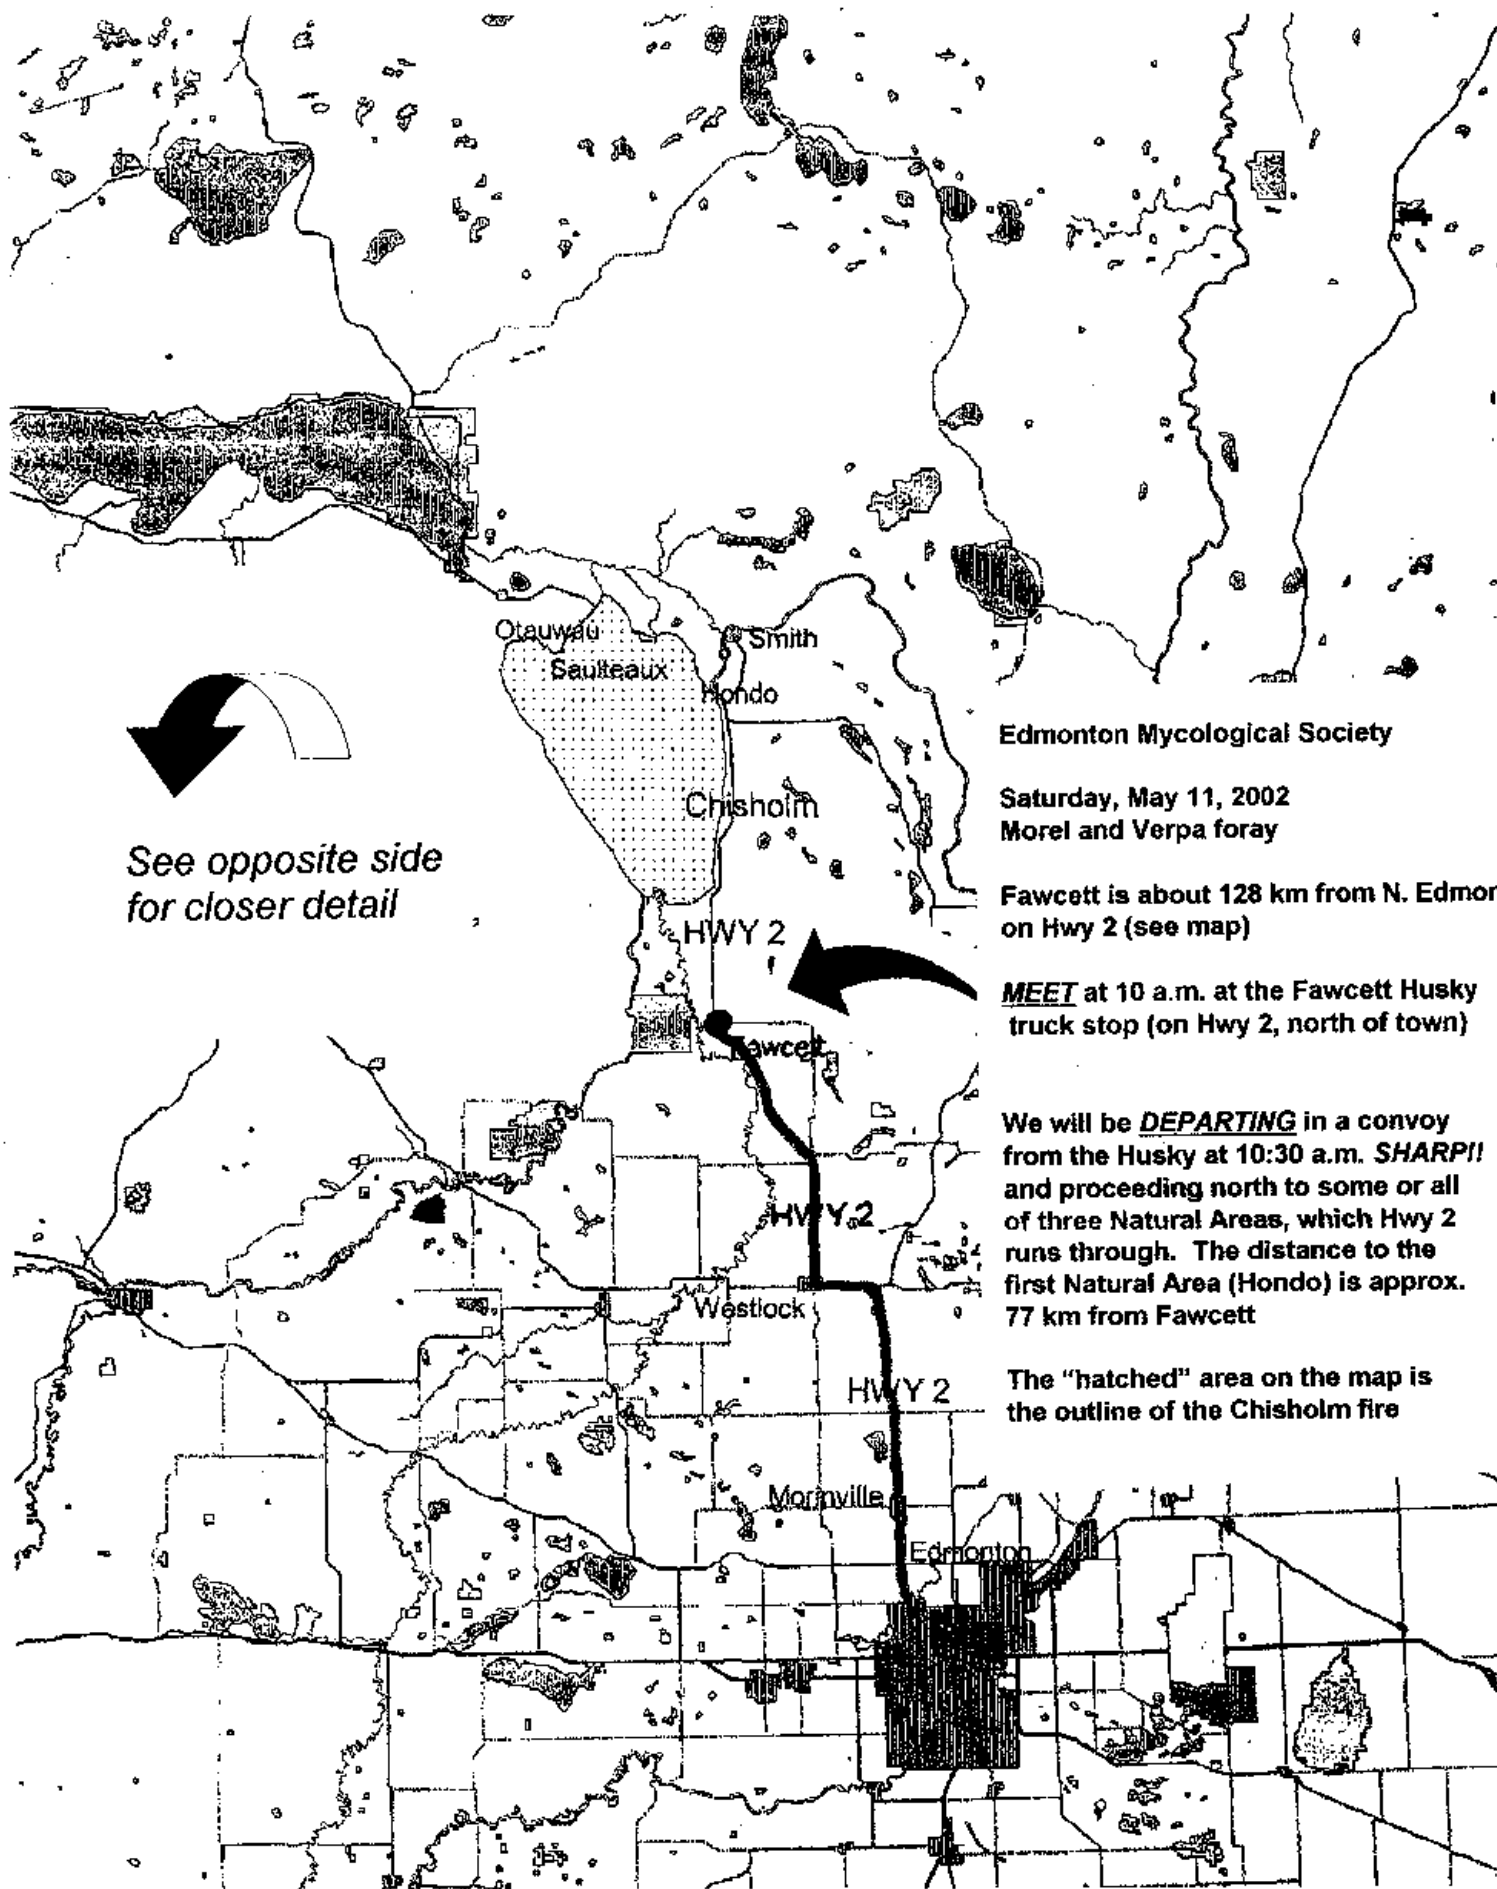 Otauwau
Smith
Saulteaux
Hondo
Edmonton Mycological Society
Saturday, May 11, 2002
Morel and Verpa foray
Chisholm
See opposite side
for closer detail
Fawcett is about 128 km from N. Edmon
on Hwy 2 (see map)
HWY 2
MEET at 10 a.m. at the Fawcett Husky
truck stop (on Hwy 2, north of town)
Fawcett
We will be DEPARTING in a convoy
from the Husky at 10:30 a.m. SHARP!!
and proceeding north to some or all
of three Natural Areas, which Hwy 2
runs through. The distance to the
first Natural Area (Hondo) is approx.
77 km from Fawcett
HWY 2
Westlock
The "hatched" area on the map is
the outline of the Chisholm fire
HWY 2
Morinville
Edmonton